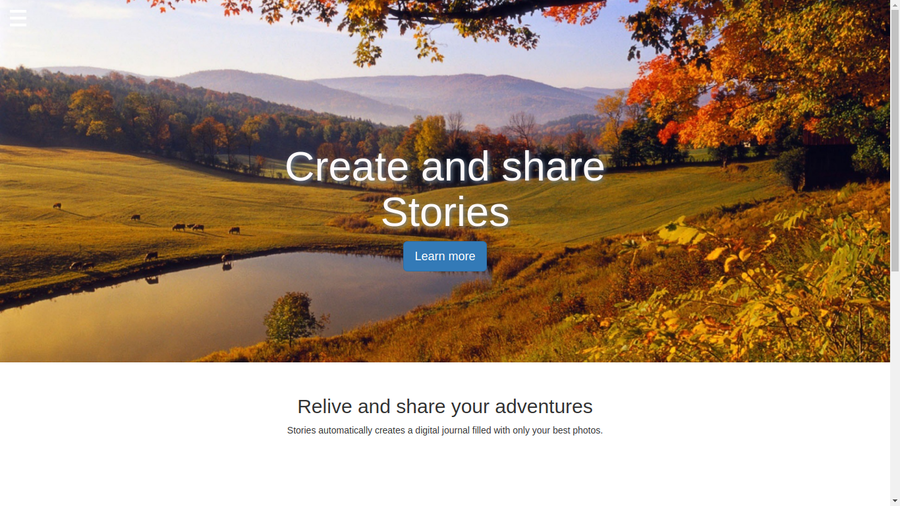 Create and share
Stories
Learn more
Relive and share your adventures
Stories automatically creates a digital journal filled with only your best photos.